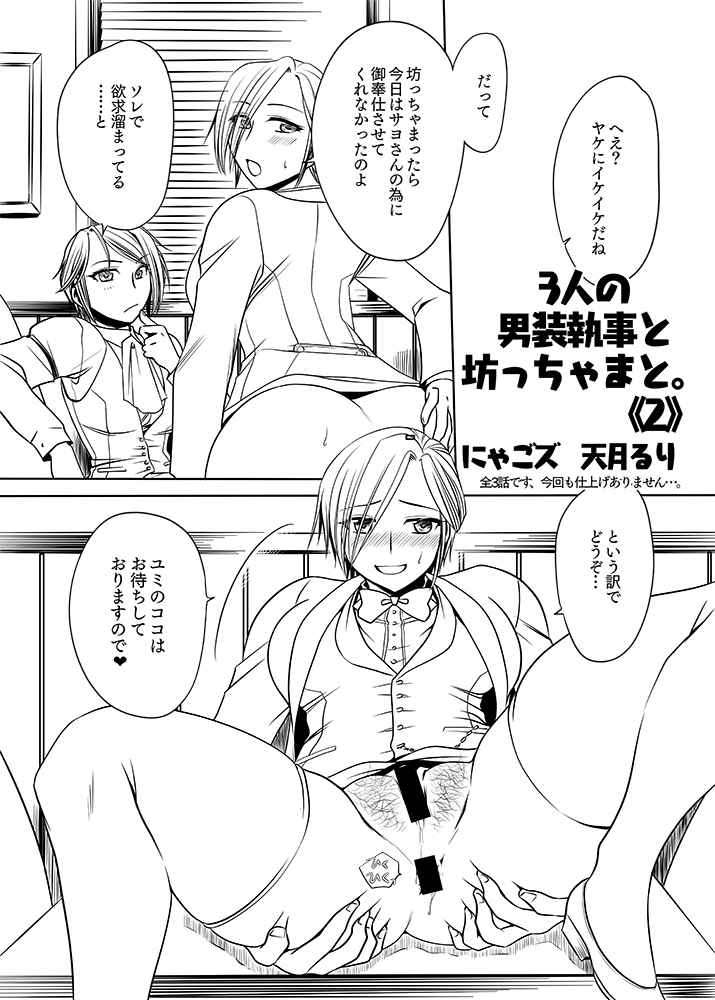 へえ？
ヤケにイケイケだね
だって
坊っちゃまったら
今日はサヨさんの為に
御奉仕させて
くれなかったのよ
ソレで
欲求溜まってる
……と
3人の
男装執事と
坊っちゃまと。
《2》
にゃごズ　天月るり
全3話です、今回も仕上げありません…。
という訳で
どうぞ…
ユミのココは
お待ちして
おりますので
♥
ひく
ひく